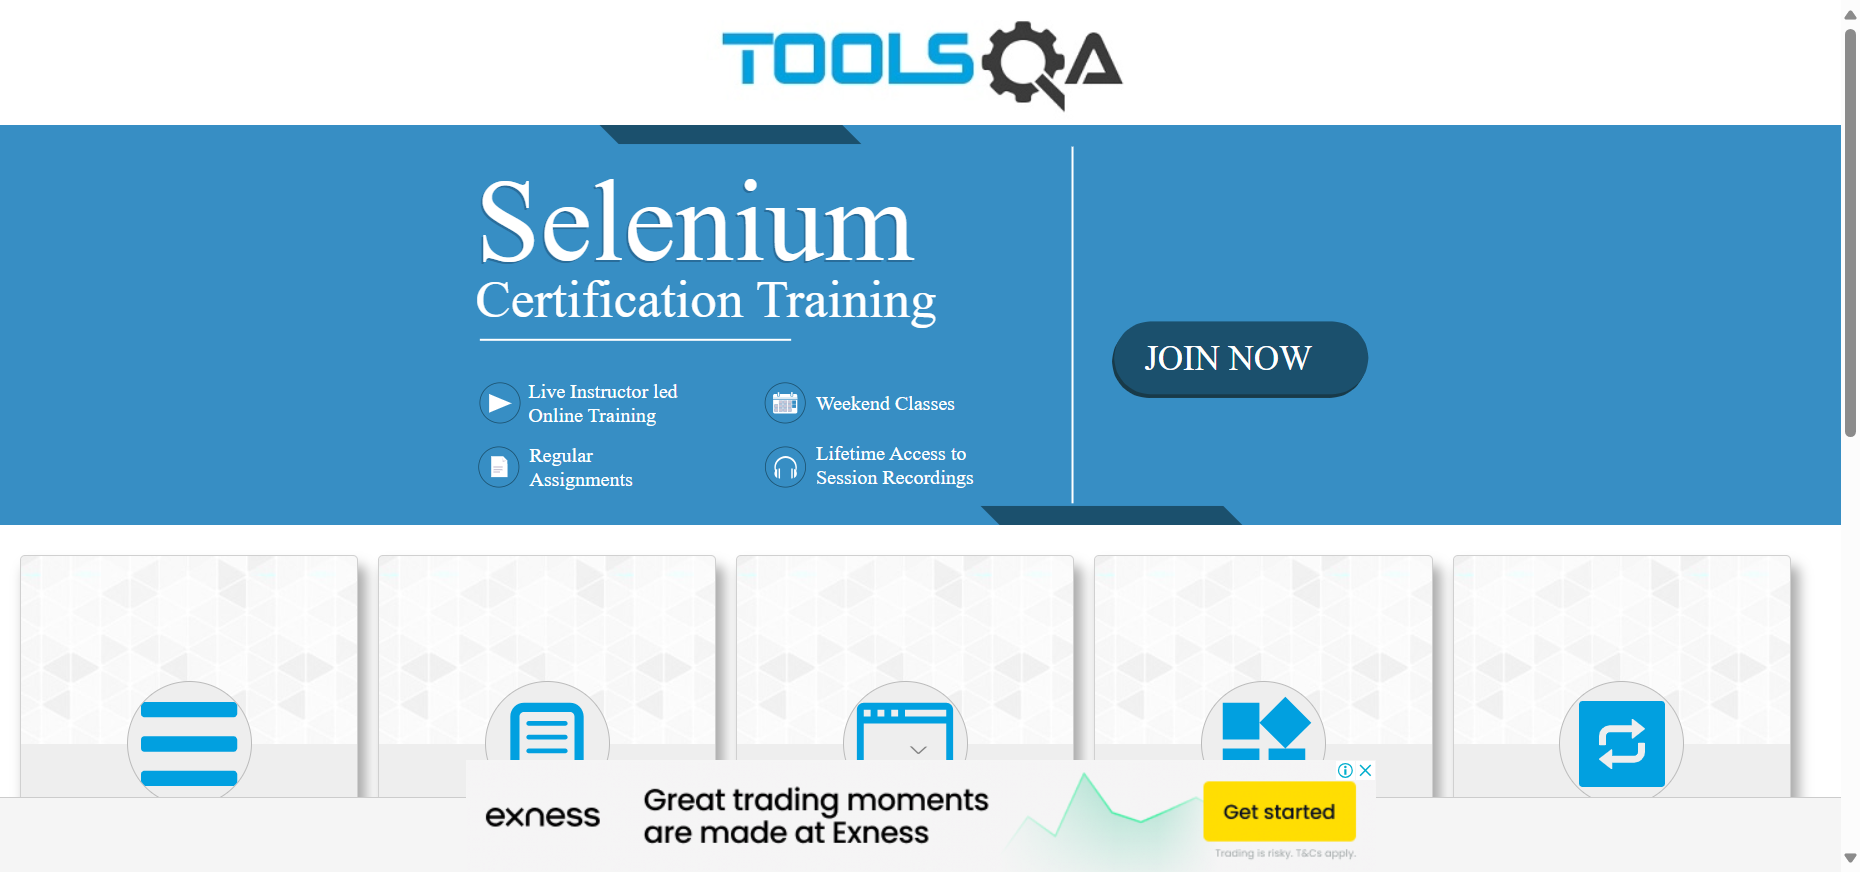 TOOLSQA
Selenium
Certification Training
Live Instructor led
Online Training
Weekend Classes
Regular
Assignments
Lifetime Access to
Session Recordings
JOIN NOW
exness
Great trading moments
are made at Exness
Get started
Trading is risky. T&Cs apply.